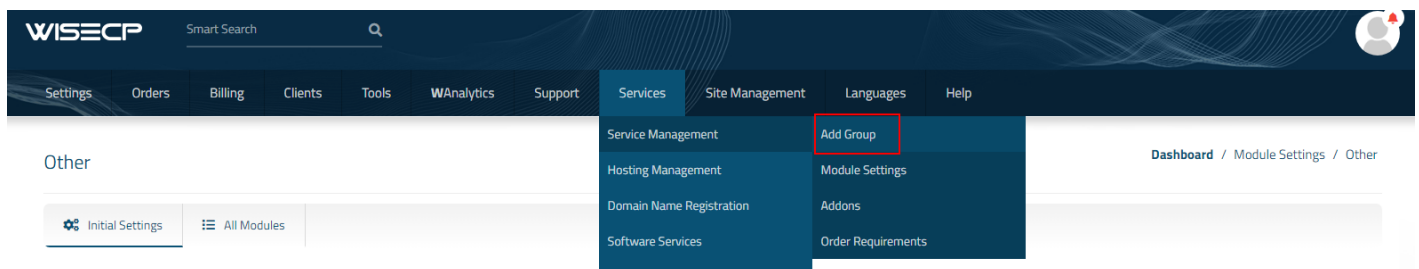 WISECP Smart Search
Settings Orders Billing Clients Tools WAnalytics Support Services Site Management Languages Help
Service Management Add Group
Other Dashboard / Module Settings / Other
Hosting Management Module Settings
Domain Name Registration Addons
Initial Settings All Modules Software Services Order Requirements